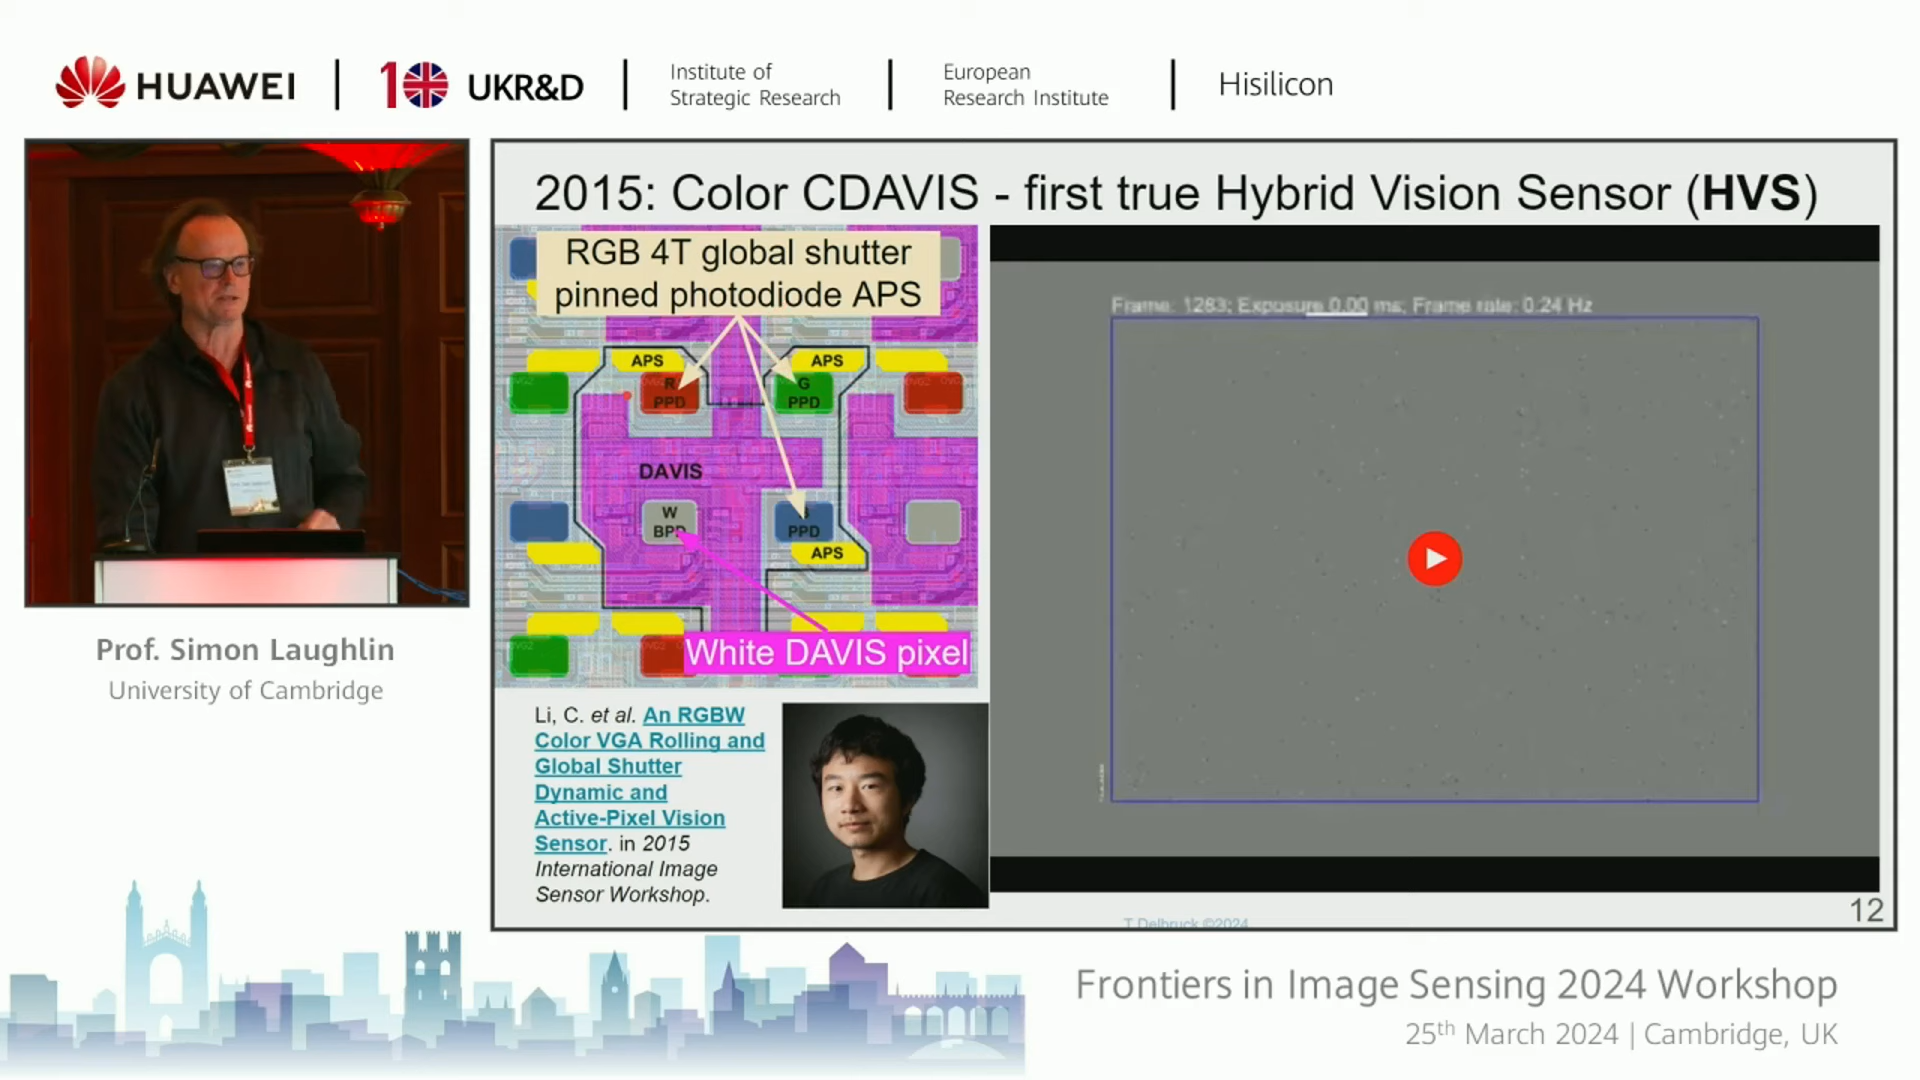 HUAWEI
10 UKR&D
Institute of
Strategic Research
European
Research Institute
Hisilicon
2015: Color CDAVIS - first true Hybrid Vision Sensor (HVS)
RGB 4T global shutter
pinned photodiode APS
APS
APS
R
PPD
G
PPD
DAVIS
W
BPD
PPD
APS
White DAVIS pixel
Frame: 1283; Exposure 0.00 ms; Frame rate: 0.24 Hz
Prof. Simon Laughlin
University of Cambridge
Li, C. et al. An RGBW
Color VGA Rolling and
Global Shutter
Dynamic and
Active-Pixel Vision
Sensor. in 2015
International Image
Sensor Workshop.
T Delbruck ©2024
12
Frontiers in Image Sensing 2024 Workshop
25th March 2024 | Cambridge, UK